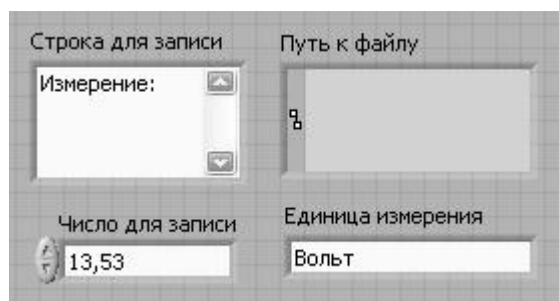 Строка для записи
Измерение:
Путь к файлу
Число для записи
13,53
Единица измерения
Вольт